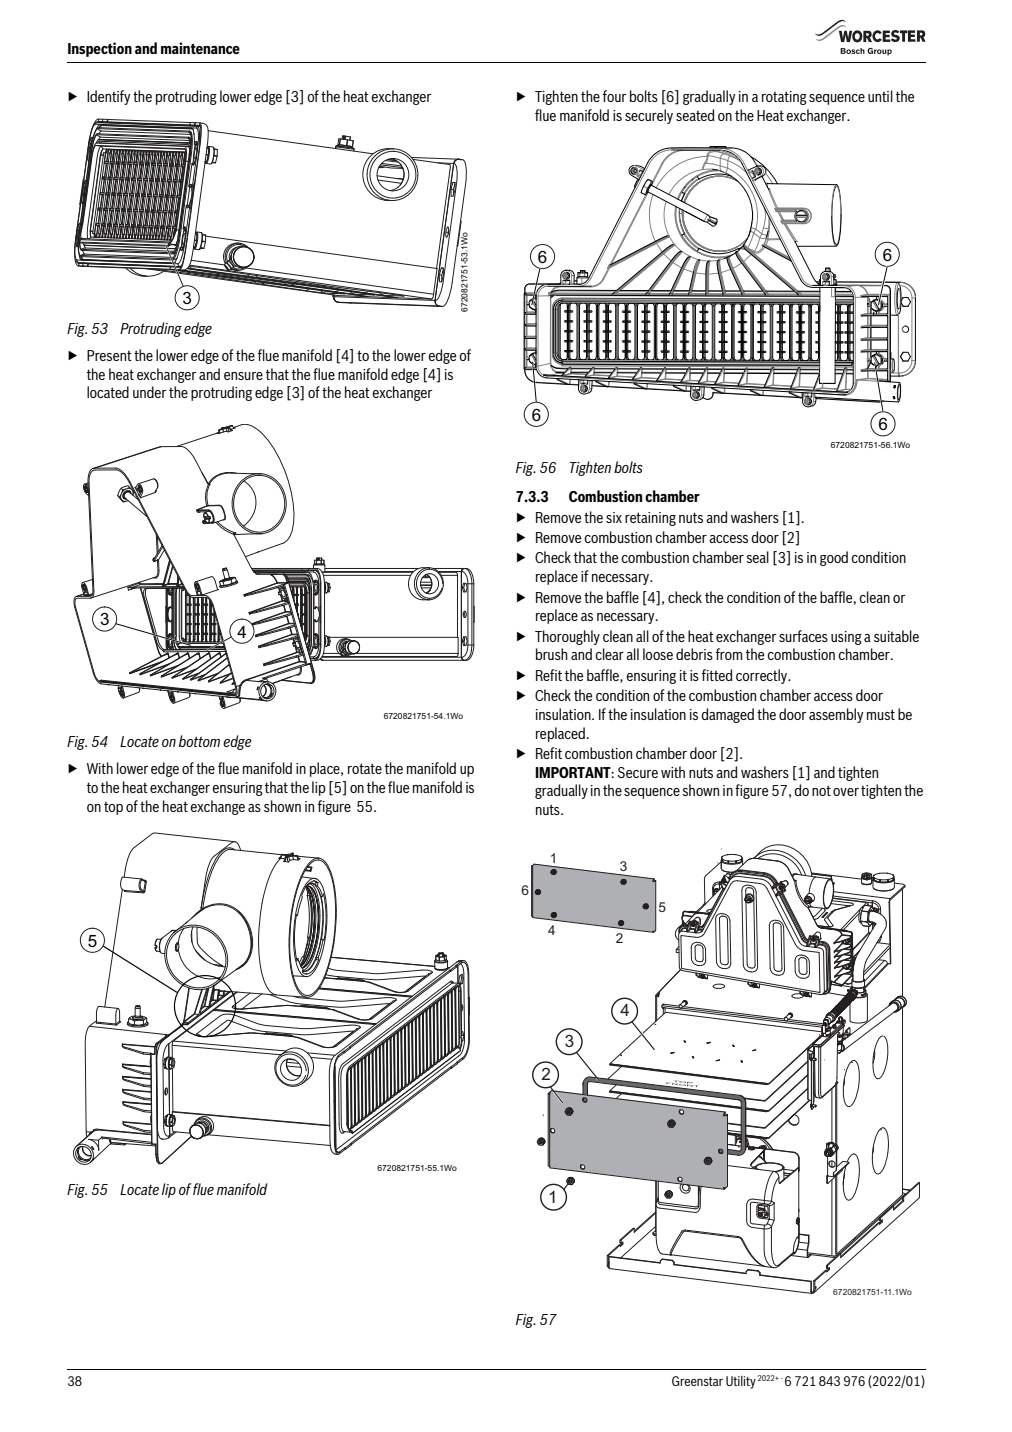 Inspection and maintenance
WORCESTER
Bosch Group
▶ Identify the protruding lower edge [3] of the heat exchanger
3
6720821751-53.1Wo
Fig. 53 Protruding edge
▶ Present the lower edge of the flue manifold [4] to the lower edge of
the heat exchanger and ensure that the flue manifold edge [4] is
located under the protruding edge [3] of the heat exchanger
3
4
6720821751-54.1Wo
Fig. 54 Locate on bottom edge
▶ With lower edge of the flue manifold in place, rotate the manifold up
to the heat exchanger ensuring that the lip [5] on the flue manifold is
on top of the heat exchange as shown in figure 55.
5
6720821751-55.1Wo
Fig. 55 Locate lip of flue manifold
▶ Tighten the four bolts [6] gradually in a rotating sequence until the
flue manifold is securely seated on the Heat exchanger.
6
6
6
6
6720821751-56.1Wo
Fig. 56 Tighten bolts
7.3.3 Combustion chamber
▶ Remove the six retaining nuts and washers [1].
▶ Remove combustion chamber access door [2]
▶ Check that the combustion chamber seal [3] is in good condition
replace if necessary.
▶ Remove the baffle [4], check the condition of the baffle, clean or
replace as necessary.
▶ Thoroughly clean all of the heat exchanger surfaces using a suitable
brush and clear all loose debris from the combustion chamber.
▶ Refit the baffle, ensuring it is fitted correctly.
▶ Check the condition of the combustion chamber access door
insulation. If the insulation is damaged the door assembly must be
replaced.
▶ Refit combustion chamber door [2].
IMPORTANT: Secure with nuts and washers [1] and tighten
gradually in the sequence shown in figure 57, do not over tighten the
nuts.
1
3
6
5
4
2
4
3
2
TOP
FRONT
1
6720821751-11.1Wo
Fig. 57
38
Greenstar Utility 2022+ - 6 721 843 976 (2022/01)